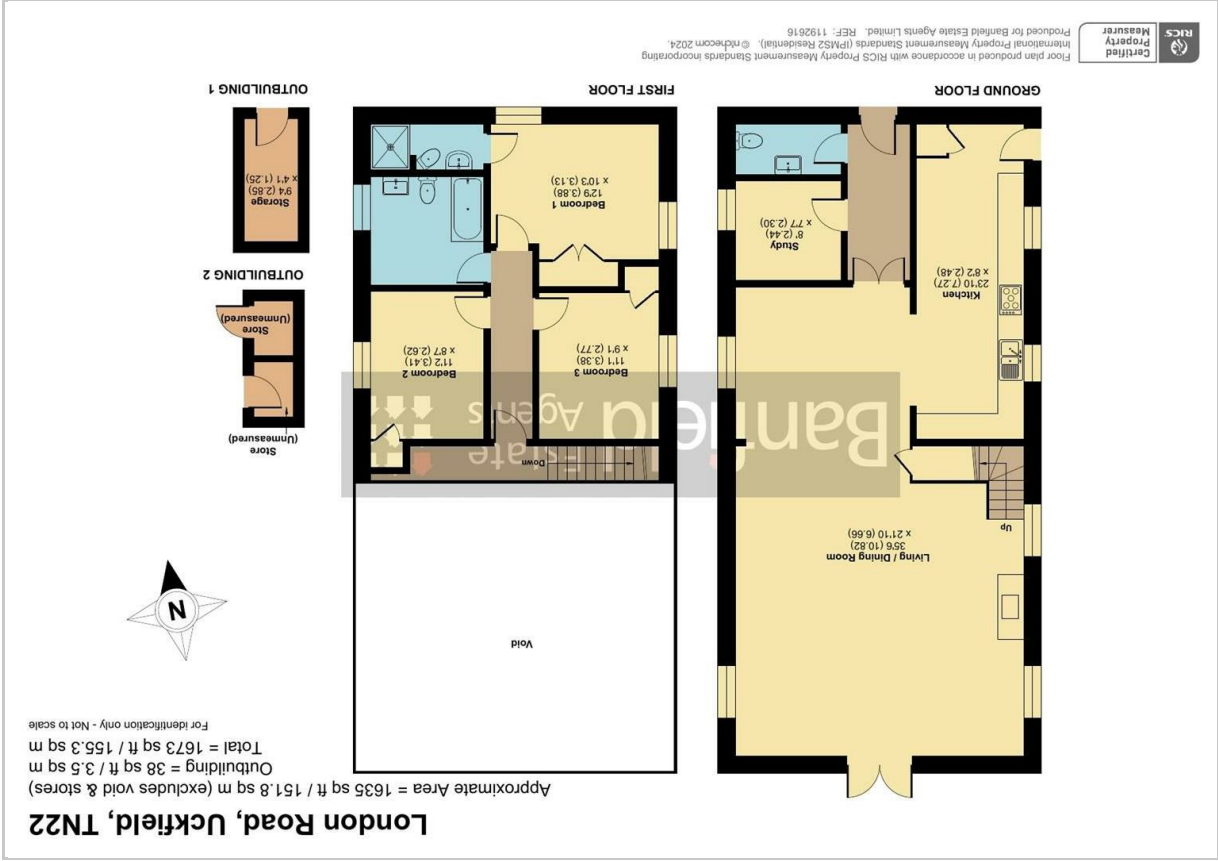 London Road, Uckfield, TN22
Approximate Area = 1635 sq ft / 151.8 sq m (excludes void & stores)
Outbuilding = 38 sq ft / 3.5 sq m
Total = 1673 sq ft / 155.3 sq m
For identification only - Not to scale
N
Up
Living / Dining Room
35'6 (10.82)
x 21'10 (6.66)
Kitchen
23'10 (7.27)
x 8'2 (2.48)
Study
8' (2.44)
x 7'7 (2.30)
GROUND FLOOR
Void
Down
Bedroom 3
11'1 (3.38)
x 9'1 (2.77)
Bedroom 2
11'2 (3.41)
x 8'7 (2.62)
Bedroom 1
12'9 (3.88)
x 10'3 (3.13)
FIRST FLOOR
Store
(Unmeasured)
Store
(Unmeasured)
OUTBUILDING 2
Storage
9'4 (2.85)
x 4'1 (1.25)
OUTBUILDING 1
Banfield Estate
Agents
Certified
Property
Measurer
RICS
Floor plan produced in accordance with RICS Property Measurement Standards incorporating
International Property Measurement Standards (IPMS2 Residential). © nichecom 2024.
Produced for Banfield Estate Agents Limited. REF: 1192616